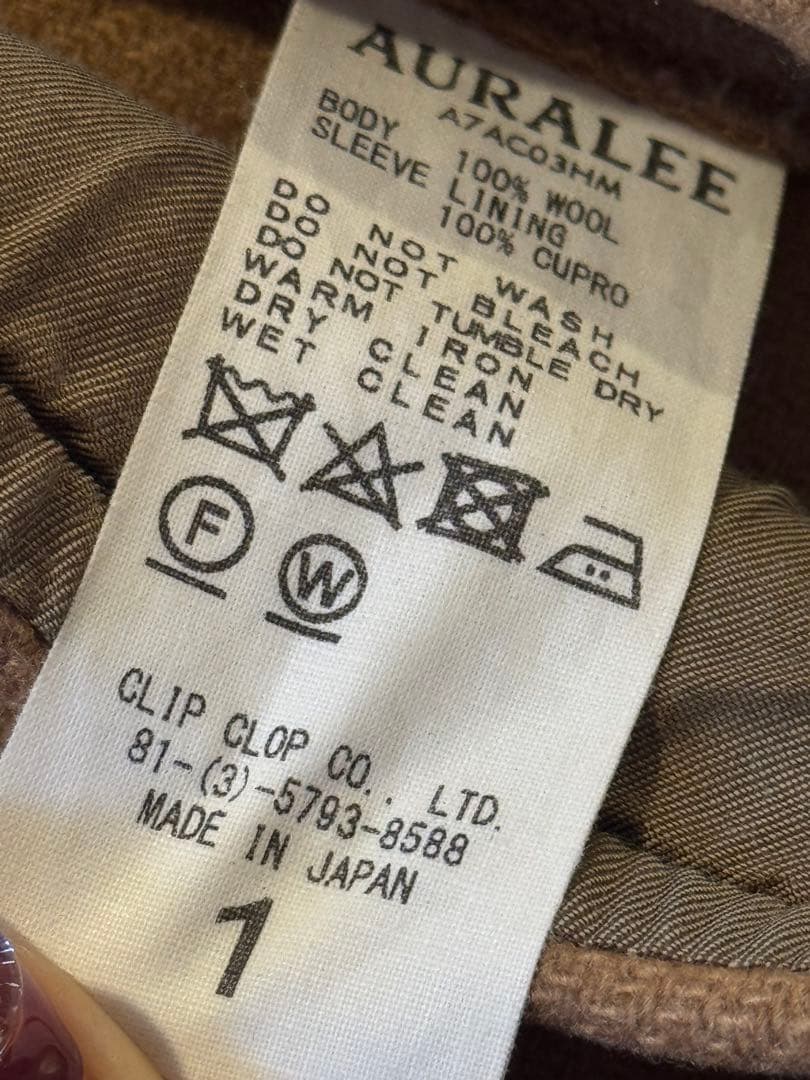 AURALEE
A7AC03HM
BODY 100% WOOL
SLEEVE LINING
100% CUPRO
DO NOT WASH
DO NOT BLEACH
DO NOT TUMBLE DRY
WARM IRON
DRY CLEAN
WET CLEAN
F
W
CLIP CLOP CO., LTD.
81-(3)-5793-8588
MADE IN JAPAN
1